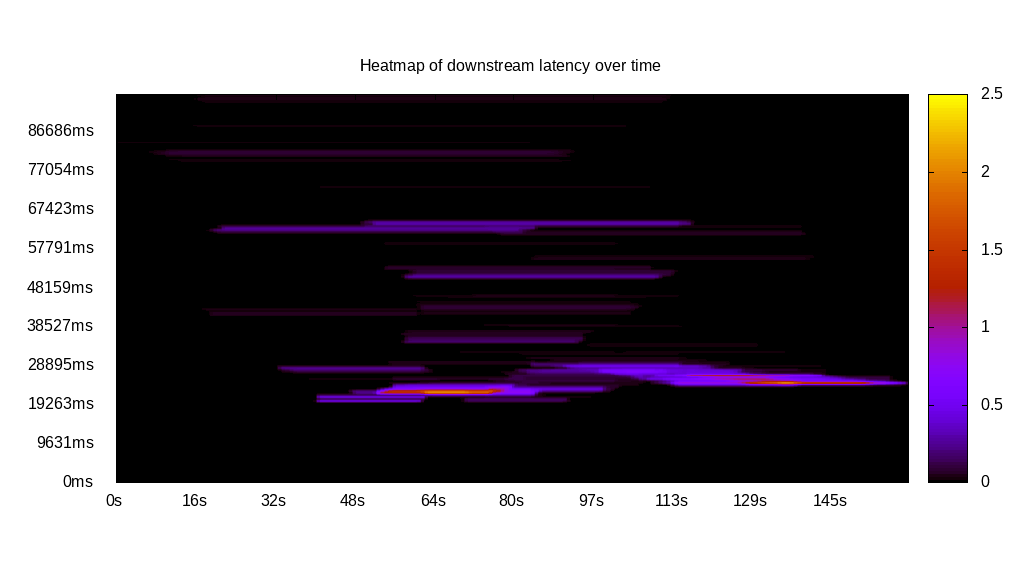 Heatmap of downstream latency over time
86686ms
77054ms
67423ms
57791ms
48159ms
38527ms
28895ms
19263ms
9631ms
0ms
0s 16s 32s 48s 64s 80s 97s 113s 129s 145s
2.5
2
1.5
1
0.5
0